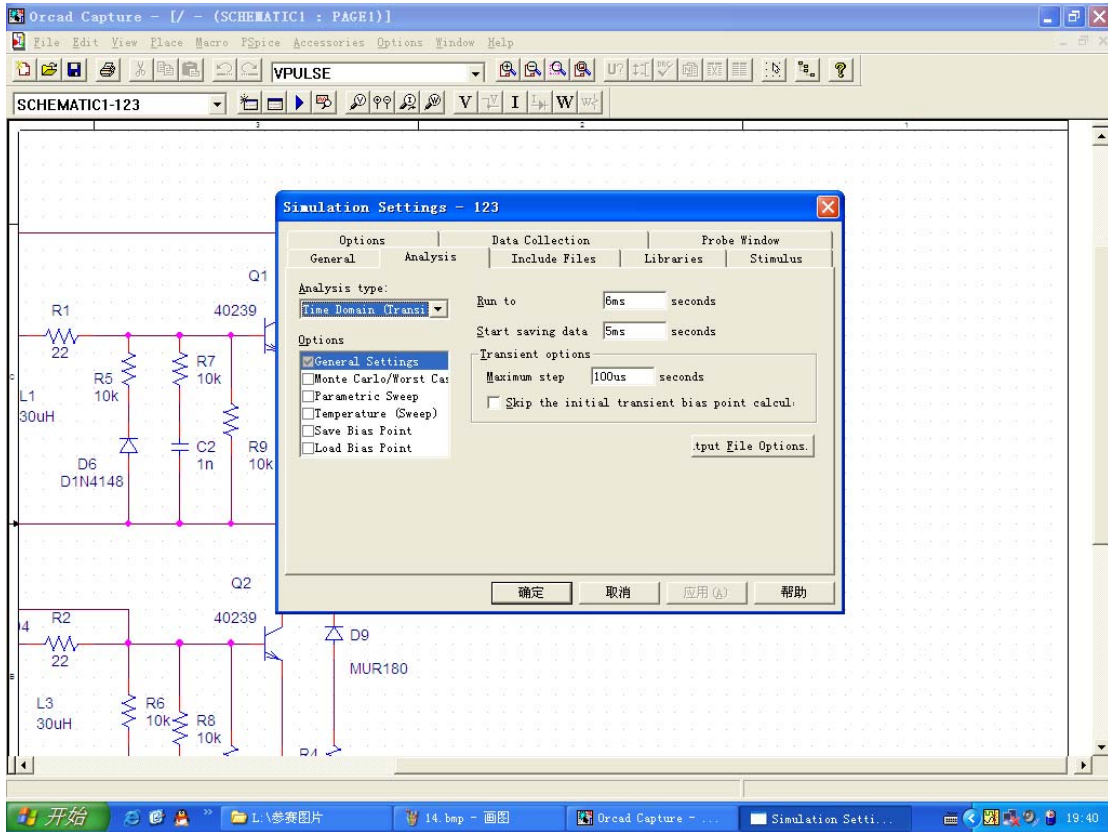 Orcad Capture - [/ - (SCHEMATIC1 : PAGE1)]
File Edit View Place Macro PSpice Accessories Options Window Help
VPULSE
U?
SCHEMATIC1-123
V I W
3 2 1
Simulation Settings - 123
Options Data Collection Probe Window
General Analysis Include Files Libraries Stimulus
Analysis type:
Time Domain (Transi
Run to 6ms seconds
Start saving data 5ms seconds
Options
General Settings
Monte Carlo/Worst Cas
Parametric Sweep
Temperature (Sweep)
Save Bias Point
Load Bias Point
Transient options
Maximum step 100us seconds
Skip the initial transient bias point calcul
.tput File Options.
确定 取消 应用(A) 帮助
Q1
R1
40239
22
R7
10k
R5
10k
L1
30uH
C2
1n
R9
10k
D6
D1N4148
Q2
R2
40239
22
D9
MUR180
L3
30uH
R6
10k
R8
10k
R4
开始
L:\参赛图片
14.bmp - 画图
Orcad Capture - ...
Simulation Setti...
19:40